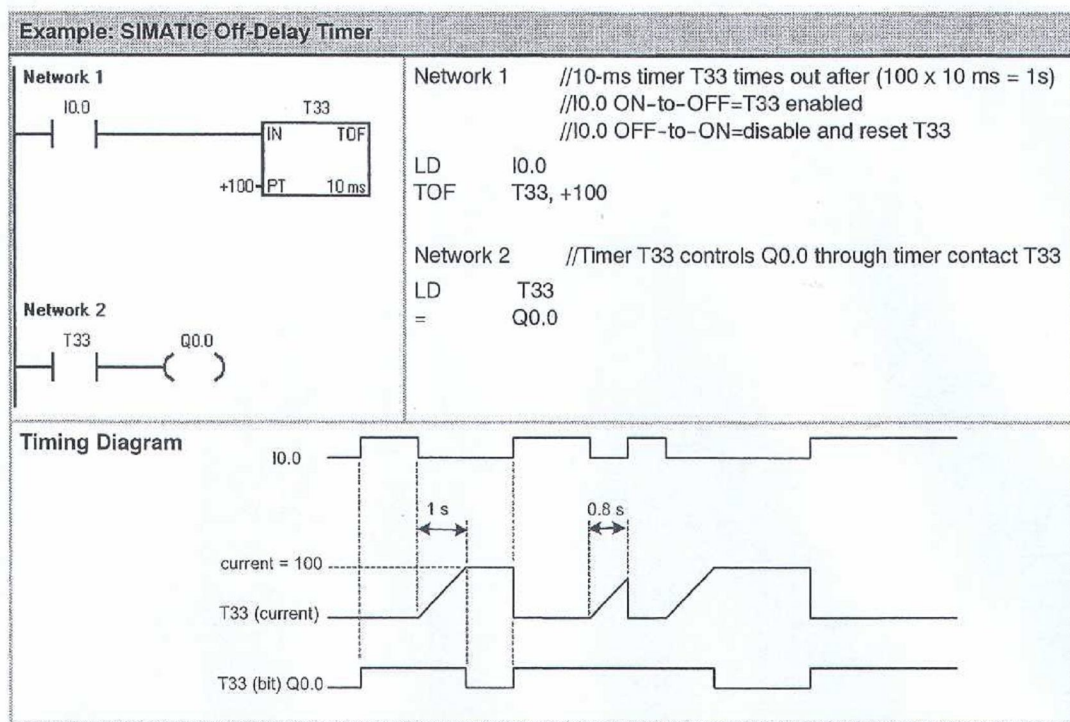 Example: SIMATIC Off-Delay Timer
Network 1
I0.0
T33
IN TOF
+100 PT 10 ms
Network 2
T33 Q0.0
Network 1 //10-ms timer T33 times out after (100 x 10 ms = 1s)
//I0.0 ON-to-OFF=T33 enabled
//I0.0 OFF-to-ON=disable and reset T33
LD I0.0
TOF T33, +100
Network 2 //Timer T33 controls Q0.0 through timer contact T33
LD T33
= Q0.0
Timing Diagram
I0.0
1 s 0.8 s
current = 100
T33 (current)
T33 (bit) Q0.0